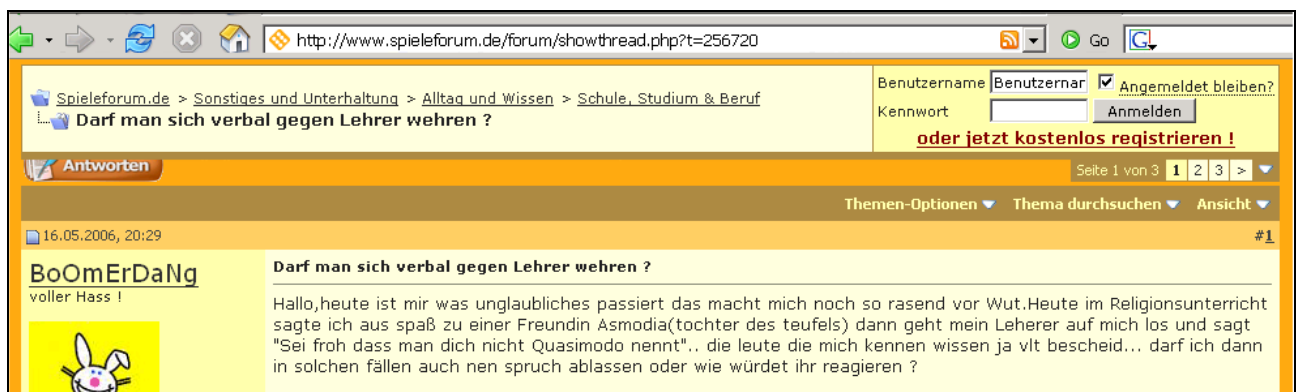 http://www.spieleforum.de/forum/showthread.php?t=256720
Go
G
Spieleforum.de > Sonstiges und Unterhaltung > Alltag und Wissen > Schule, Studium & Beruf
Darf man sich verbal gegen Lehrer wehren ?
Benutzername Benutzernar Angemeldet bleiben?
Kennwort Anmelden
oder jetzt kostenlos registrieren !
Antworten
Seite 1 von 3 1 2 3 >
Themen-Optionen Thema durchsuchen Ansicht
16.05.2006, 20:29 #1
BoOmErDaNg
voller Hass !
Darf man sich verbal gegen Lehrer wehren ?
Hallo,heute ist mir was unglaubliches passiert das macht mich noch so rasend vor Wut.Heute im Religionsunterricht
sagte ich aus spaß zu einer Freundin Asmodia(tochter des teufels) dann geht mein Leherer auf mich los und sagt
"Sei froh dass man dich nicht Quasimodo nennt".. die leute die mich kennen wissen ja vlt bescheid... darf ich dann
in solchen fällen auch nen spruch ablassen oder wie würdet ihr reagieren ?